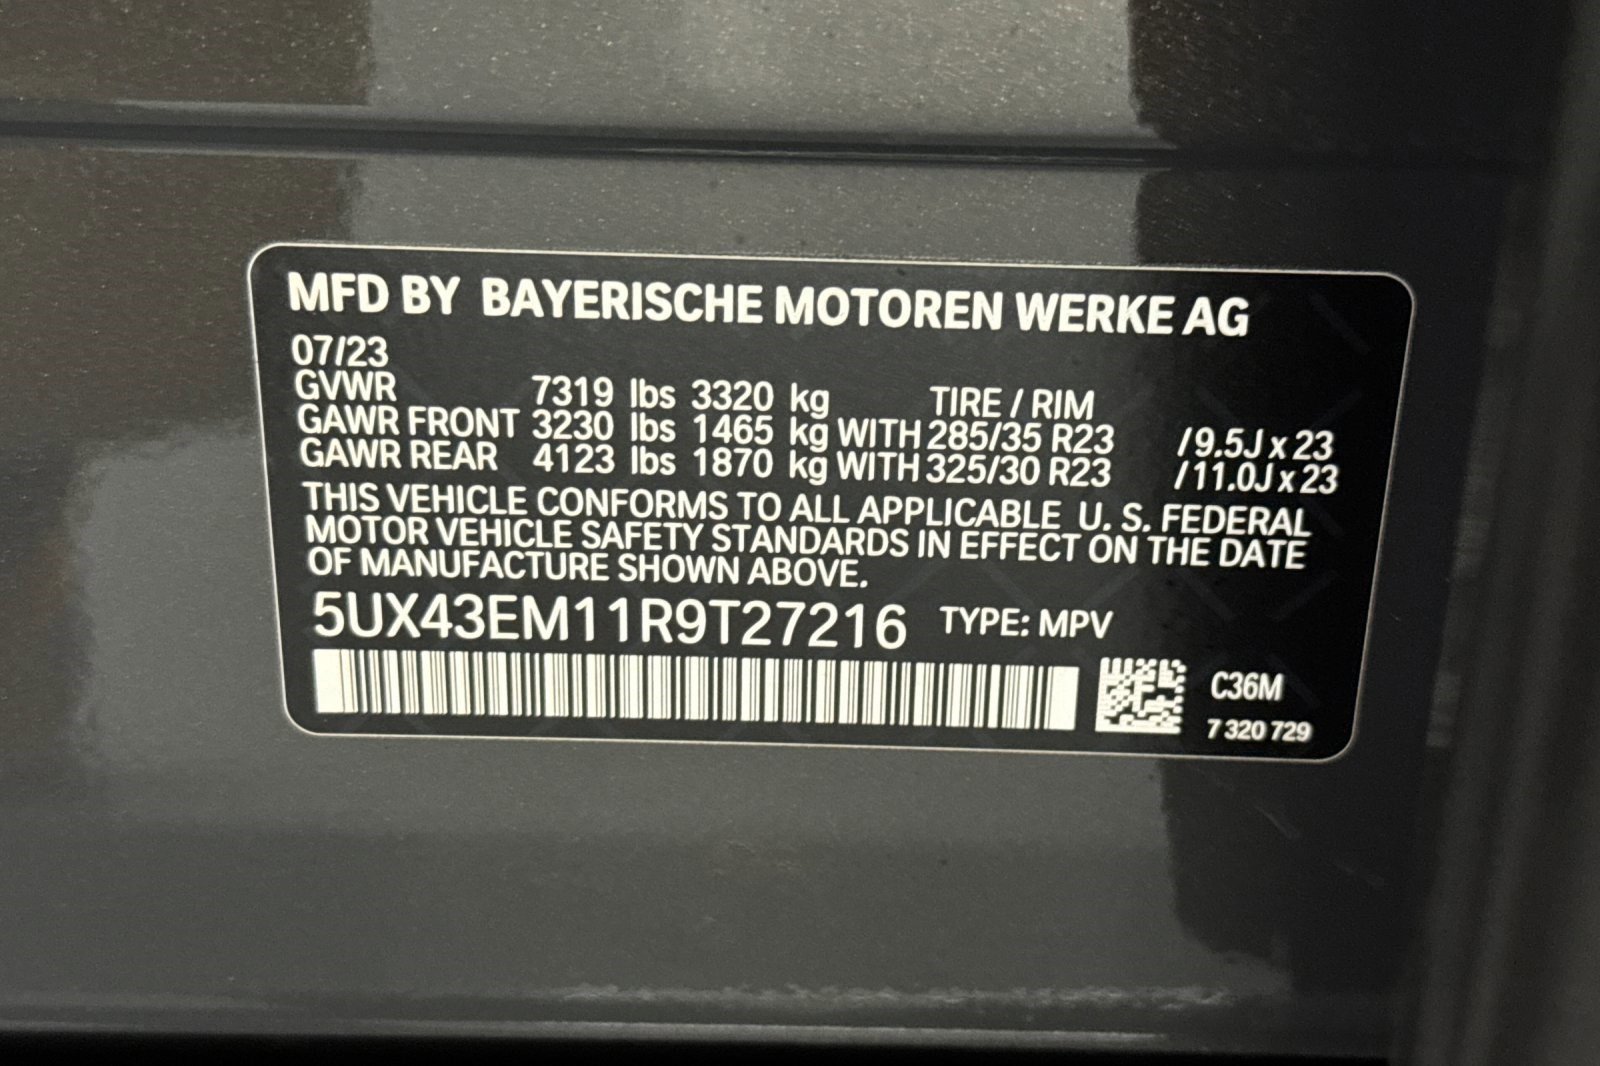 MFD BY BAYERISCHE MOTOREN WERKE AG
07/23
GVWR 7319 lbs 3320 kg TIRE / RIM
GAWR FRONT 3230 lbs 1465 kg WITH 285/35 R23 /9.5J x 23
GAWR REAR 4123 lbs 1870 kg WITH 325/30 R23 /11.0J x 23
THIS VEHICLE CONFORMS TO ALL APPLICABLE U. S. FEDERAL
MOTOR VEHICLE SAFETY STANDARDS IN EFFECT ON THE DATE
OF MANUFACTURE SHOWN ABOVE.
5UX43EM11R9T27216 TYPE: MPV
C36M
7 320 729